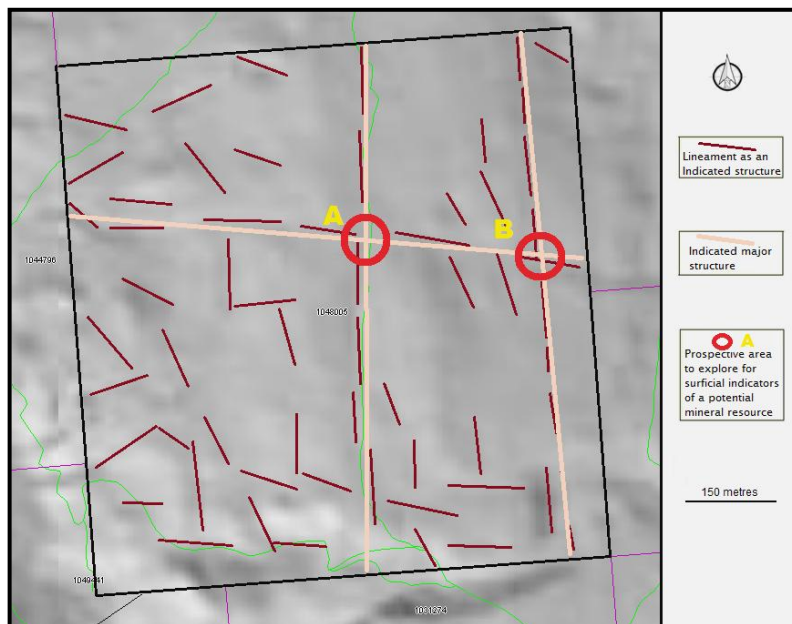 A
B
1044796
1048005
1049441
1031274
Lineament as an
Indicated structure
Indicated major
structure
A
Prospective area
to explore for
surficial indicators
of a potential
mineral resource
150 metres